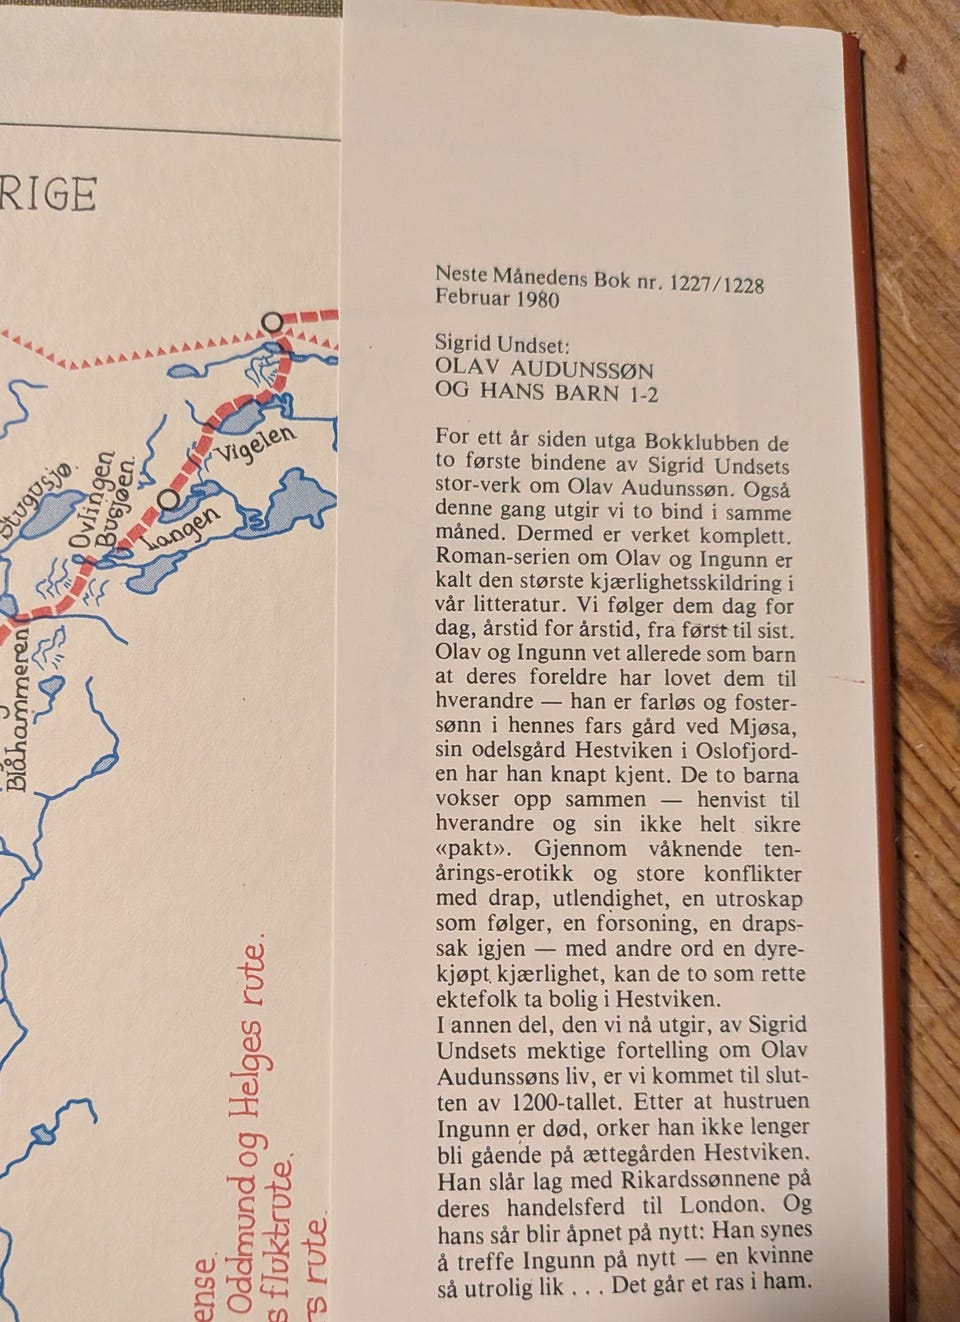 RIGE
Stugusjø
Øvlingen
Busjøen.
Langen
Vigelen
Blåhammeren
ense.
Oddmund og Helges rute.
s fluktrute.
s rute.
Neste Månedens Bok nr. 1227/1228
Februar 1980
Sigrid Undset:
OLAV AUDUNSSØN
OG HANS BARN 1-2
For ett år siden utga Bokklubben de
to første bindene av Sigrid Undsets
stor-verk om Olav Audunssøn. Også
denne gang utgir vi to bind i samme
måned. Dermed er verket komplett.
Roman-serien om Olav og Ingunn er
kalt den største kjærlighetsskildring i
vår litteratur. Vi følger dem dag for
dag, årstid for årstid, fra først til sist.
Olav og Ingunn vet allerede som barn
at deres foreldre har lovet dem til
hverandre — han er farløs og foster-
sønn i hennes fars gård ved Mjøsa,
sin odelsgård Hestviken i Oslofjord-
en har han knapt kjent. De to barna
vokser opp sammen — henvist til
hverandre og sin ikke helt sikre
«pakt». Gjennom våknende ten-
årings-erotikk og store konflikter
med drap, utlendighet, en utroskap
som følger, en forsoning, en draps-
sak igjen — med andre ord en dyre-
kjøpt kjærlighet, kan de to som rette
ektefolk ta bolig i Hestviken.
I annen del, den vi nå utgir, av Sigrid
Undsets mektige fortelling om Olav
Audunssøns liv, er vi kommet til slut-
ten av 1200-tallet. Etter at hustruen
Ingunn er død, orker han ikke lenger
bli gående på ættegården Hestviken.
Han slår lag med Rikardssønnene på
deres handelsferd til London. Og
hans sår blir åpnet på nytt: Han synes
å treffe Ingunn på nytt — en kvinne
så utrolig lik . . . Det går et ras i ham.